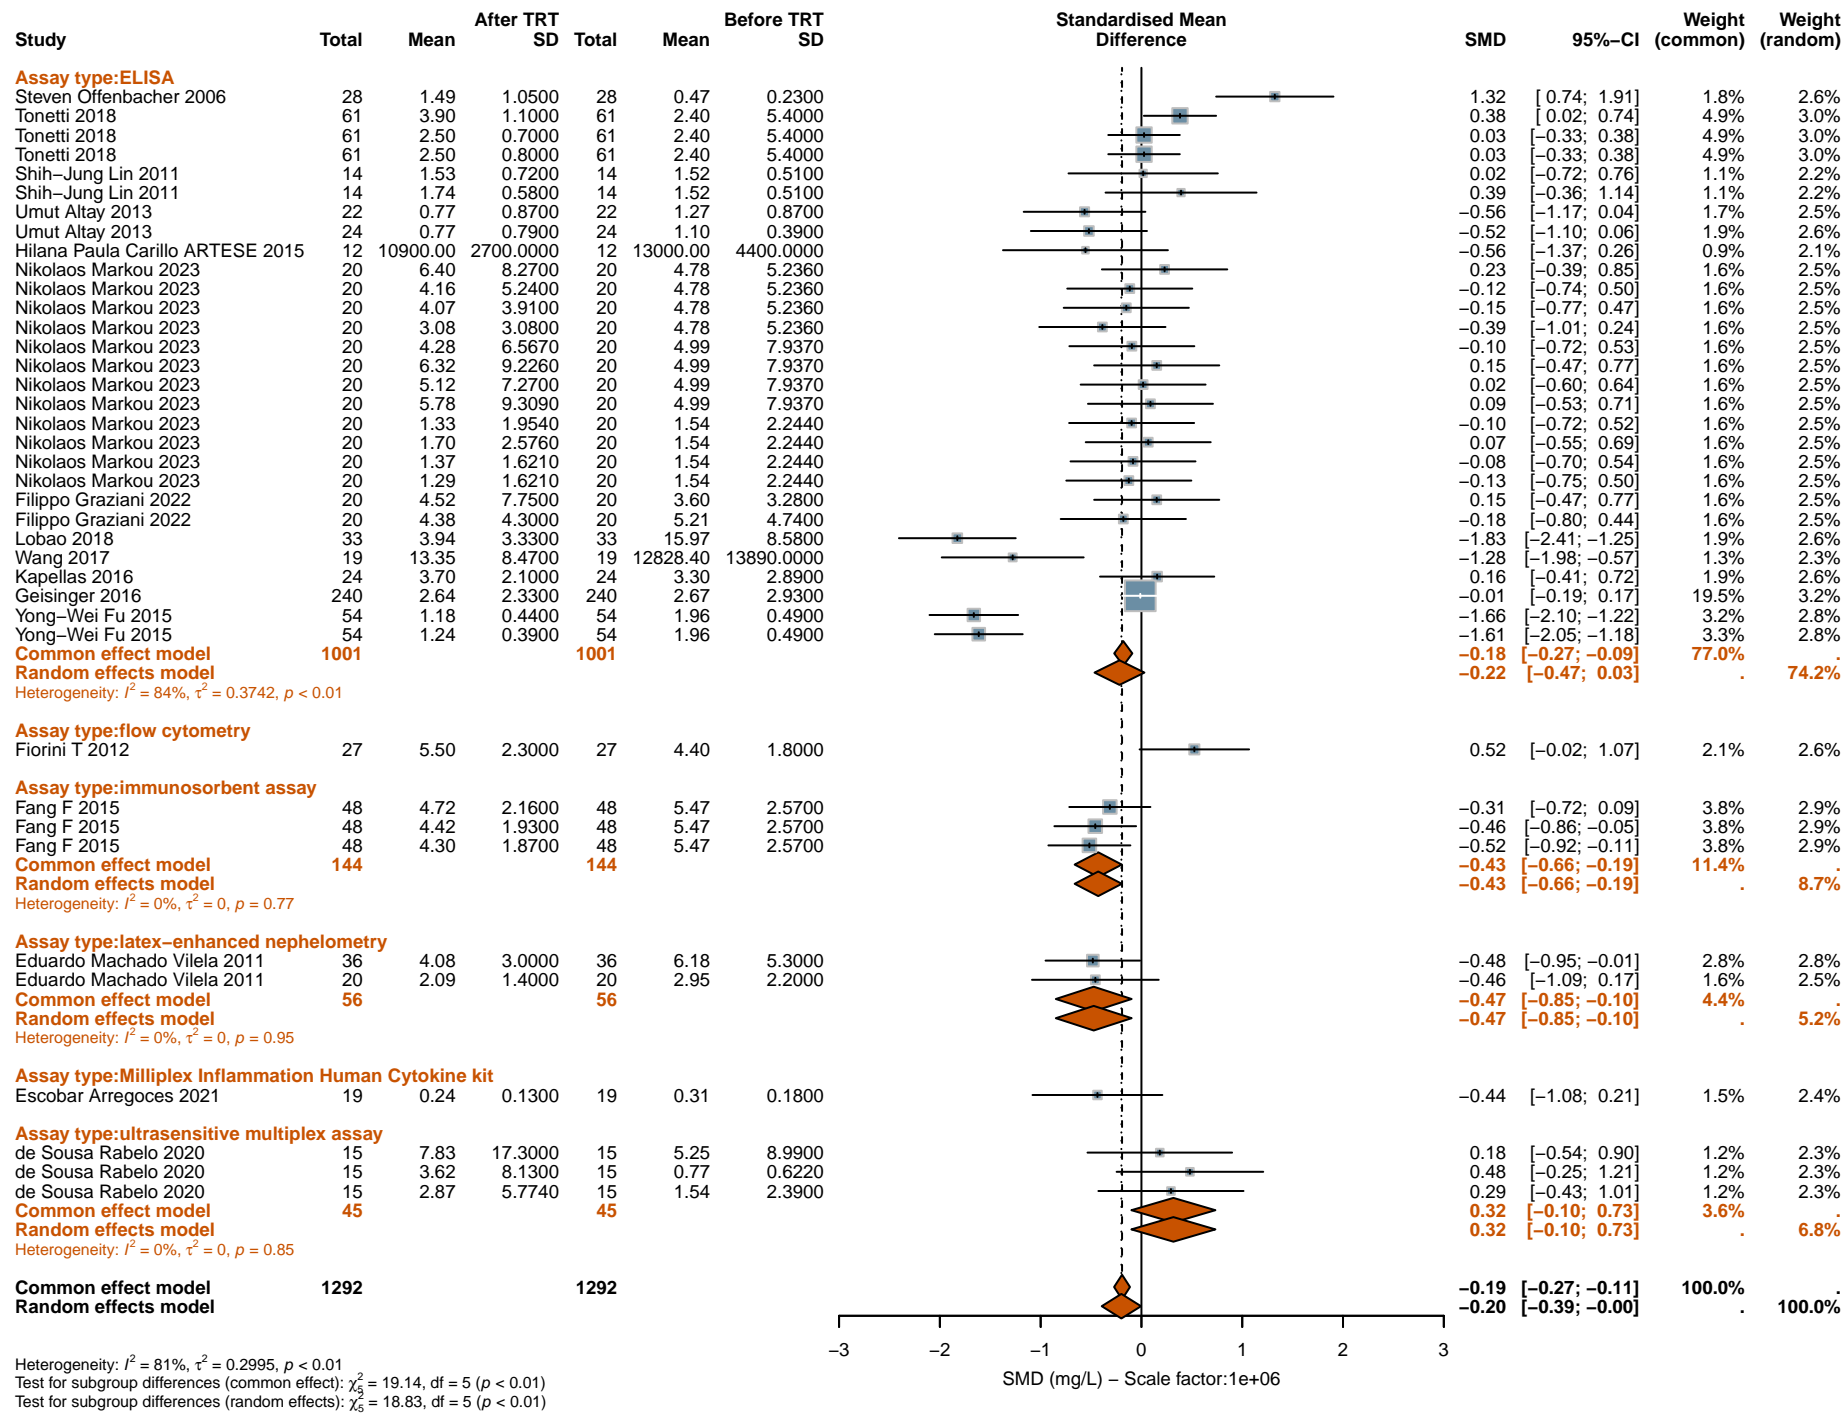 After TRT Before TRT Standardised Mean Weight Weight
Study Total Mean SD Total Mean SD Difference SMD 95%−CI (common) (random)
Assay type:ELISA
Steven Offenbacher 2006 28 1.49 1.0500 28 0.47 0.2300 1.32 [ 0.74; 1.91] 1.8% 2.6%
Tonetti 2018 61 3.90 1.1000 61 2.40 5.4000 0.38 [ 0.02; 0.74] 4.9% 3.0%
Tonetti 2018 61 2.50 0.7000 61 2.40 5.4000 0.03 [−0.33; 0.38] 4.9% 3.0%
Tonetti 2018 61 2.50 0.8000 61 2.40 5.4000 0.03 [−0.33; 0.38] 4.9% 3.0%
Shih−Jung Lin 2011 14 1.53 0.7200 14 1.52 0.5100 0.02 [−0.72; 0.76] 1.1% 2.2%
Shih−Jung Lin 2011 14 1.74 0.5800 14 1.52 0.5100 0.39 [−0.36; 1.14] 1.1% 2.2%
Umut Altay 2013 22 0.77 0.8700 22 1.27 0.8700 −0.56 [−1.17; 0.04] 1.7% 2.5%
Umut Altay 2013 24 0.77 0.7900 24 1.10 0.3900 −0.52 [−1.10; 0.06] 1.9% 2.6%
Hilana Paula Carillo ARTESE 2015 12 10900.00 2700.0000 12 13000.00 4400.0000 −0.56 [−1.37; 0.26] 0.9% 2.1%
Nikolaos Markou 2023 20 6.40 8.2700 20 4.78 5.2360 0.23 [−0.39; 0.85] 1.6% 2.5%
Nikolaos Markou 2023 20 4.16 5.2400 20 4.78 5.2360 −0.12 [−0.74; 0.50] 1.6% 2.5%
Nikolaos Markou 2023 20 4.07 3.9100 20 4.78 5.2360 −0.15 [−0.77; 0.47] 1.6% 2.5%
Nikolaos Markou 2023 20 3.08 3.0800 20 4.78 5.2360 −0.39 [−1.01; 0.24] 1.6% 2.5%
Nikolaos Markou 2023 20 4.28 6.5670 20 4.99 7.9370 −0.10 [−0.72; 0.53] 1.6% 2.5%
Nikolaos Markou 2023 20 6.32 9.2260 20 4.99 7.9370 0.15 [−0.47; 0.77] 1.6% 2.5%
Nikolaos Markou 2023 20 5.12 7.2700 20 4.99 7.9370 0.02 [−0.60; 0.64] 1.6% 2.5%
Nikolaos Markou 2023 20 5.78 9.3090 20 4.99 7.9370 0.09 [−0.53; 0.71] 1.6% 2.5%
Nikolaos Markou 2023 20 1.33 1.9540 20 1.54 2.2440 −0.10 [−0.72; 0.52] 1.6% 2.5%
Nikolaos Markou 2023 20 1.70 2.5760 20 1.54 2.2440 0.07 [−0.55; 0.69] 1.6% 2.5%
Nikolaos Markou 2023 20 1.37 1.6210 20 1.54 2.2440 −0.08 [−0.70; 0.54] 1.6% 2.5%
Nikolaos Markou 2023 20 1.29 1.6210 20 1.54 2.2440 −0.13 [−0.75; 0.50] 1.6% 2.5%
Filippo Graziani 2022 20 4.52 7.7500 20 3.60 3.2800 0.15 [−0.47; 0.77] 1.6% 2.5%
Filippo Graziani 2022 20 4.38 4.3000 20 5.21 4.7400 −0.18 [−0.80; 0.44] 1.6% 2.5%
Lobao 2018 33 3.94 3.3300 33 15.97 8.5800 −1.83 [−2.41; −1.25] 1.9% 2.6%
Wang 2017 19 13.35 8.4700 19 12828.40 13890.0000 −1.28 [−1.98; −0.57] 1.3% 2.3%
Kapellas 2016 24 3.70 2.1000 24 3.30 2.8900 0.16 [−0.41; 0.72] 1.9% 2.6%
Geisinger 2016 240 2.64 2.3300 240 2.67 2.9300 −0.01 [−0.19; 0.17] 19.5% 3.2%
Yong−Wei Fu 2015 54 1.18 0.4400 54 1.96 0.4900 −1.66 [−2.10; −1.22] 3.2% 2.8%
Yong−Wei Fu 2015 54 1.24 0.3900 54 1.96 0.4900 −1.61 [−2.05; −1.18] 3.3% 2.8%
Common effect model 1001 1001 −0.18 [−0.27; −0.09] 77.0% .
Random effects model −0.22 [−0.47; 0.03] . 74.2%
Heterogeneity: I² = 84%, τ² = 0.3742, p < 0.01
Assay type:flow cytometry
Fiorini T 2012 27 5.50 2.3000 27 4.40 1.8000 0.52 [−0.02; 1.07] 2.1% 2.6%
Assay type:immunosorbent assay
Fang F 2015 48 4.72 2.1600 48 5.47 2.5700 −0.31 [−0.72; 0.09] 3.8% 2.9%
Fang F 2015 48 4.42 1.9300 48 5.47 2.5700 −0.46 [−0.86; −0.05] 3.8% 2.9%
Fang F 2015 48 4.30 1.8700 48 5.47 2.5700 −0.52 [−0.92; −0.11] 3.8% 2.9%
Common effect model 144 144 −0.43 [−0.66; −0.19] 11.4% .
Random effects model −0.43 [−0.66; −0.19] . 8.7%
Heterogeneity: I² = 0%, τ² = 0, p = 0.77
Assay type:latex−enhanced nephelometry
Eduardo Machado Vilela 2011 36 4.08 3.0000 36 6.18 5.3000 −0.48 [−0.95; −0.01] 2.8% 2.8%
Eduardo Machado Vilela 2011 20 2.09 1.4000 20 2.95 2.2000 −0.46 [−1.09; 0.17] 1.6% 2.5%
Common effect model 56 56 −0.47 [−0.85; −0.10] 4.4% .
Random effects model −0.47 [−0.85; −0.10] . 5.2%
Heterogeneity: I² = 0%, τ² = 0, p = 0.95
Assay type:Milliplex Inflammation Human Cytokine kit
Escobar Arregoces 2021 19 0.24 0.1300 19 0.31 0.1800 −0.44 [−1.08; 0.21] 1.5% 2.4%
Assay type:ultrasensitive multiplex assay
de Sousa Rabelo 2020 15 7.83 17.3000 15 5.25 8.9900 0.18 [−0.54; 0.90] 1.2% 2.3%
de Sousa Rabelo 2020 15 3.62 8.1300 15 0.77 0.6220 0.48 [−0.25; 1.21] 1.2% 2.3%
de Sousa Rabelo 2020 15 2.87 5.7740 15 1.54 2.3900 0.29 [−0.43; 1.01] 1.2% 2.3%
Common effect model 45 45 0.32 [−0.10; 0.73] 3.6% .
Random effects model 0.32 [−0.10; 0.73] . 6.8%
Heterogeneity: I² = 0%, τ² = 0, p = 0.85
Common effect model 1292 1292 −0.19 [−0.27; −0.11] 100.0% .
Random effects model −0.20 [−0.39; −0.00] . 100.0%
−3 −2 −1 0 1 2 3
SMD (mg/L) − Scale factor:1e+06
Heterogeneity: I² = 81%, τ² = 0.2995, p < 0.01
Test for subgroup differences (common effect): χ²₅ = 19.14, df = 5 (p < 0.01)
Test for subgroup differences (random effects): χ²₅ = 18.83, df = 5 (p < 0.01)